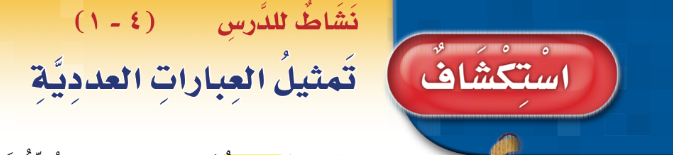 نَشَاطٌ للدَّرسِ (٤ - ١)
اسْتِكْشَافٌ
تَمثيلُ العِباراتِ العدديَّةِ